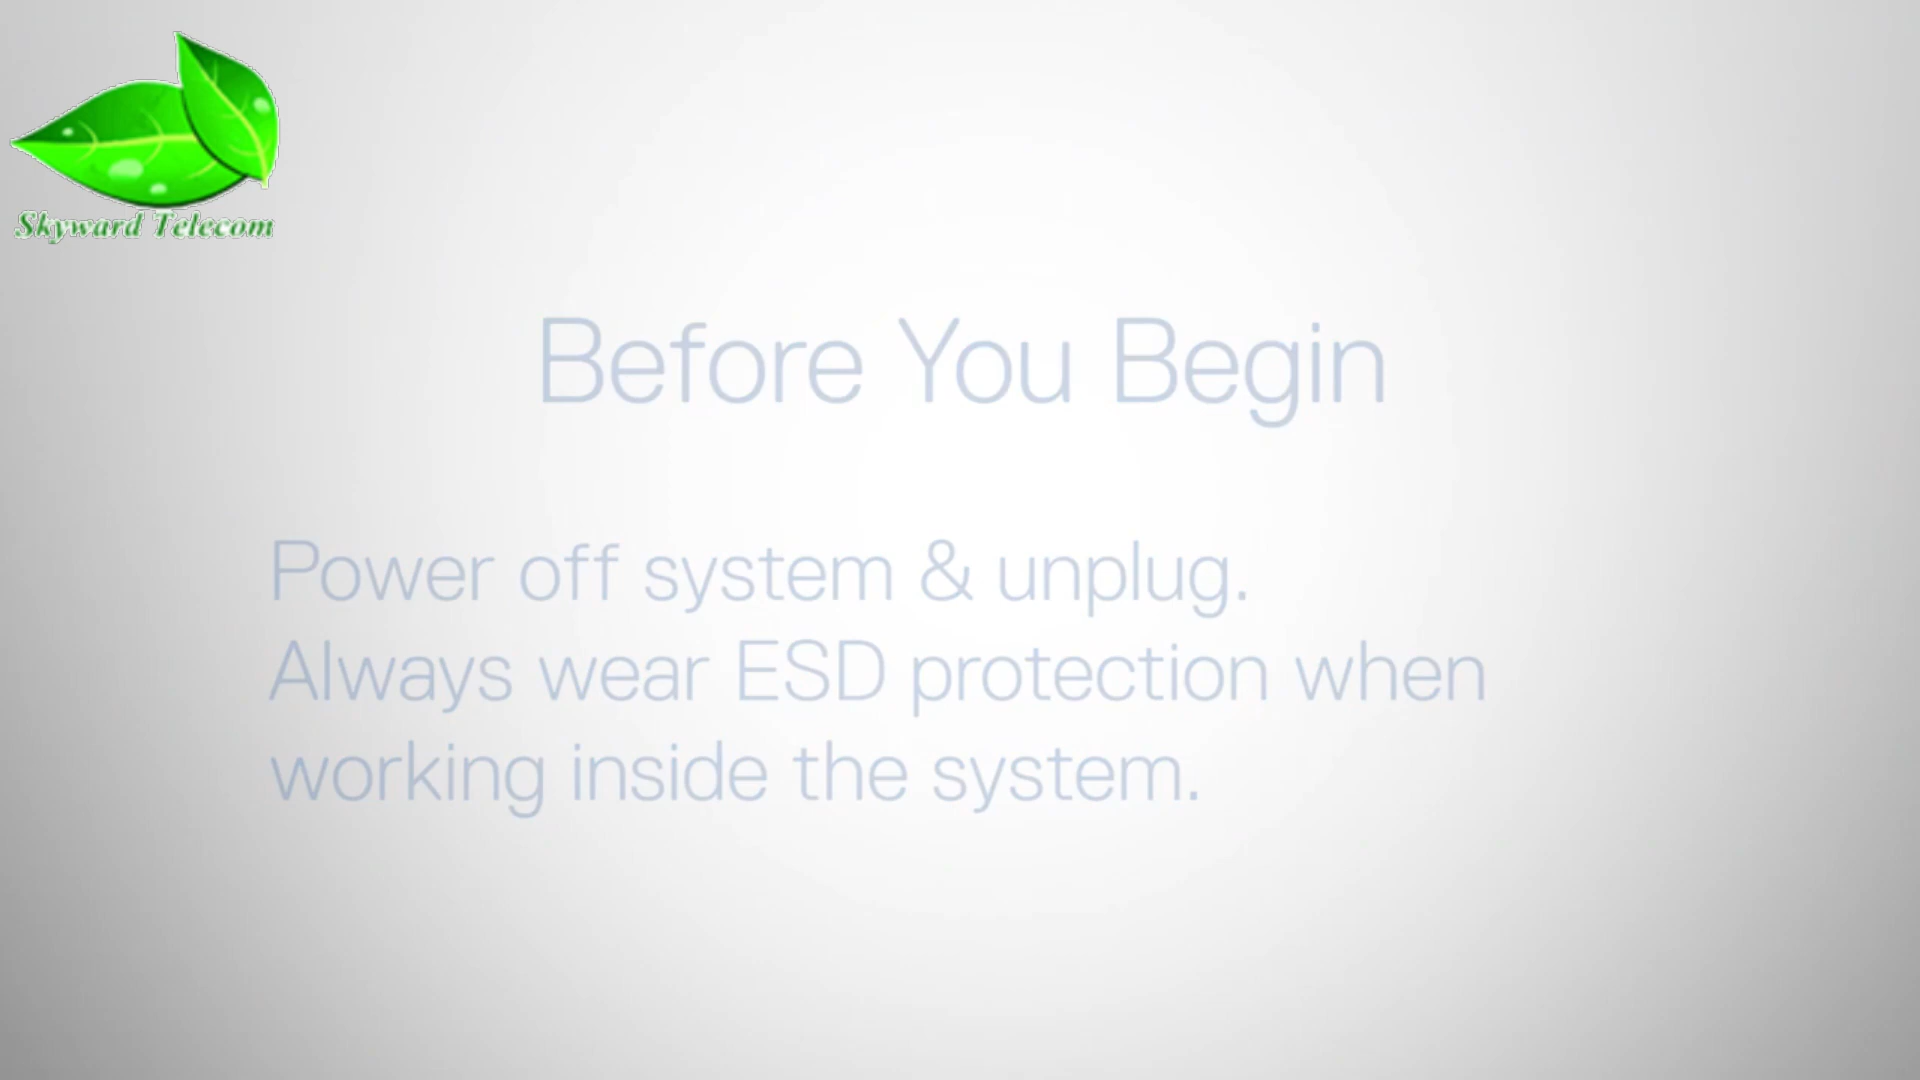 Skyward Telecom
Before You Begin
Power off system & unplug.
Always wear ESD protection when
working inside the system.